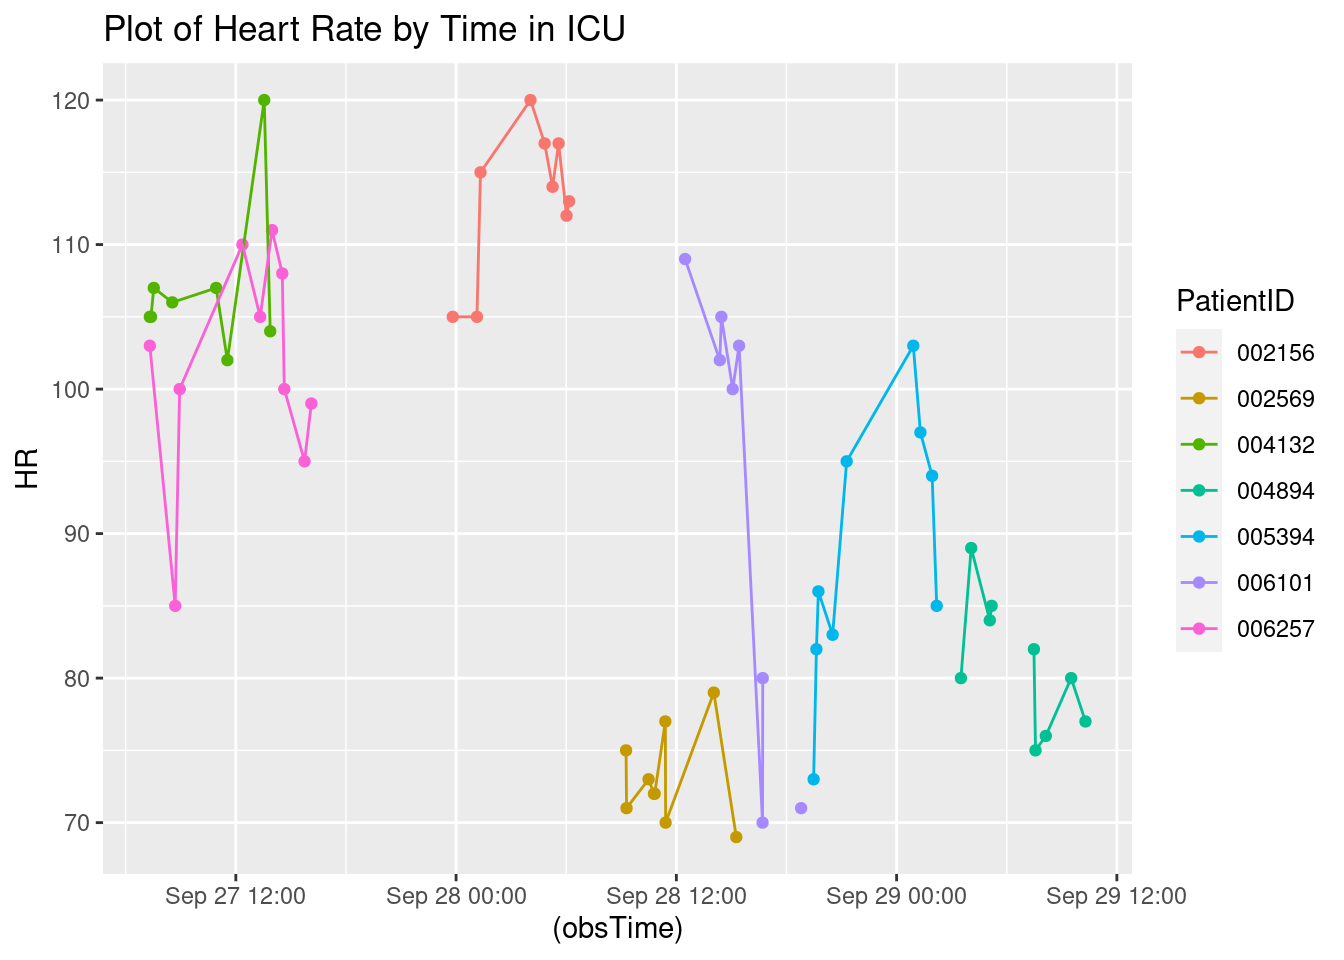 Plot of Heart Rate by Time in ICU
HR
120
110
100
90
80
70
Sep 27 12:00
Sep 28 00:00
Sep 28 12:00
Sep 29 00:00
Sep 29 12:00
(obsTime)
PatientID
002156
002569
004132
004894
005394
006101
006257